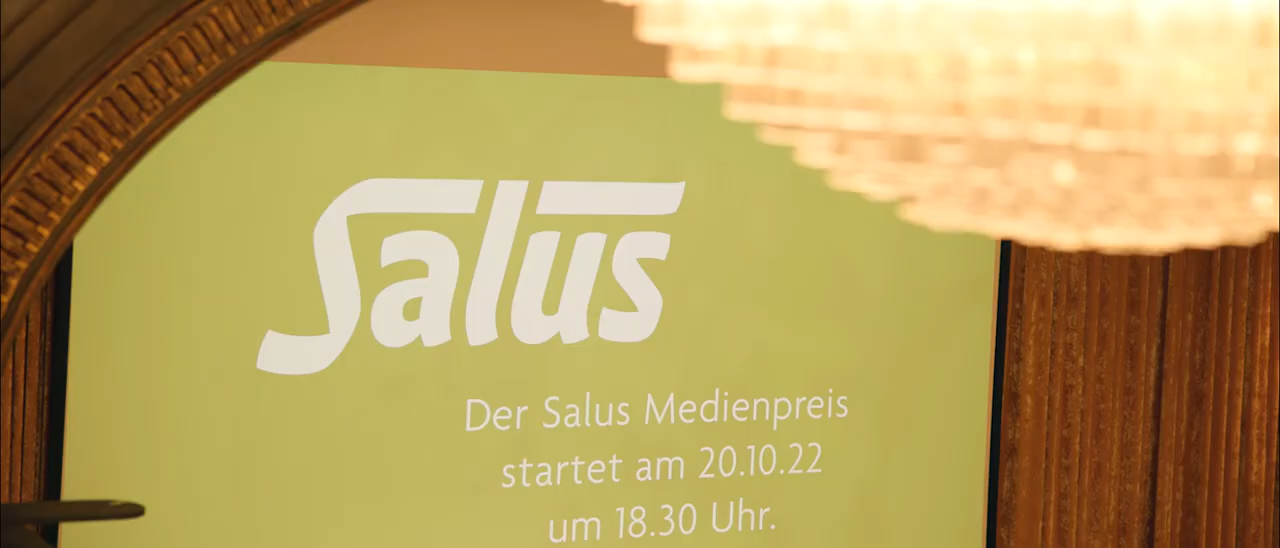 Salus
Der Salus Medienpreis
startet am 20.10.22
um 18.30 Uhr.